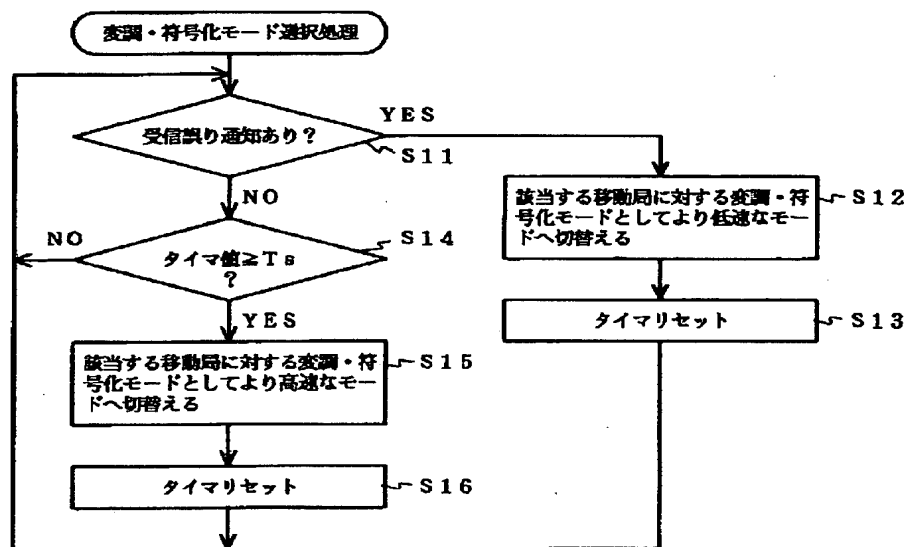 変調・符号化モード選択処理
YES
受信誤り通知あり?
S11
NO
該当する移動局に対する変調・符
号化モードとしてより低速なモー
ドへ切替える
S12
NO
S14
タイマ値≧Ts
?
YES
タイマリセット
S13
該当する移動局に対する変調・符
号化モードとしてより高速なモー
ドへ切替える
S15
タイマリセット
S16